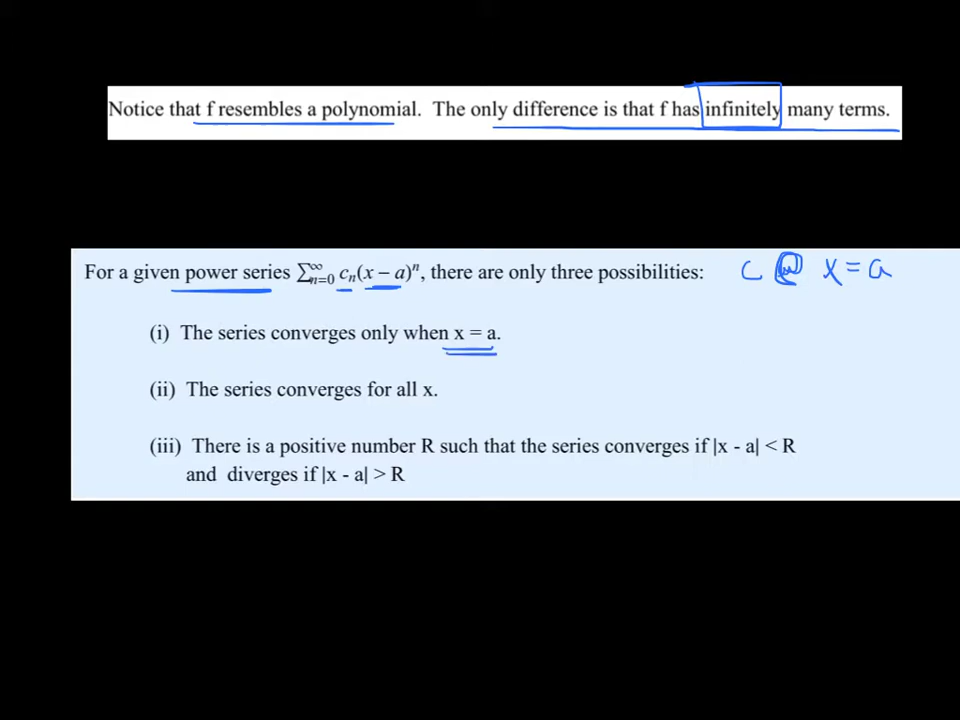 Notice that f resembles a polynomial. The only difference is that f has infinitely many terms.
For a given power series ∑_{n=0}^{∞} c_n(x − a)^n, there are only three possibilities: C @ x = a
(i) The series converges only when x = a.
(ii) The series converges for all x.
(iii) There is a positive number R such that the series converges if |x - a| < R
and diverges if |x - a| > R